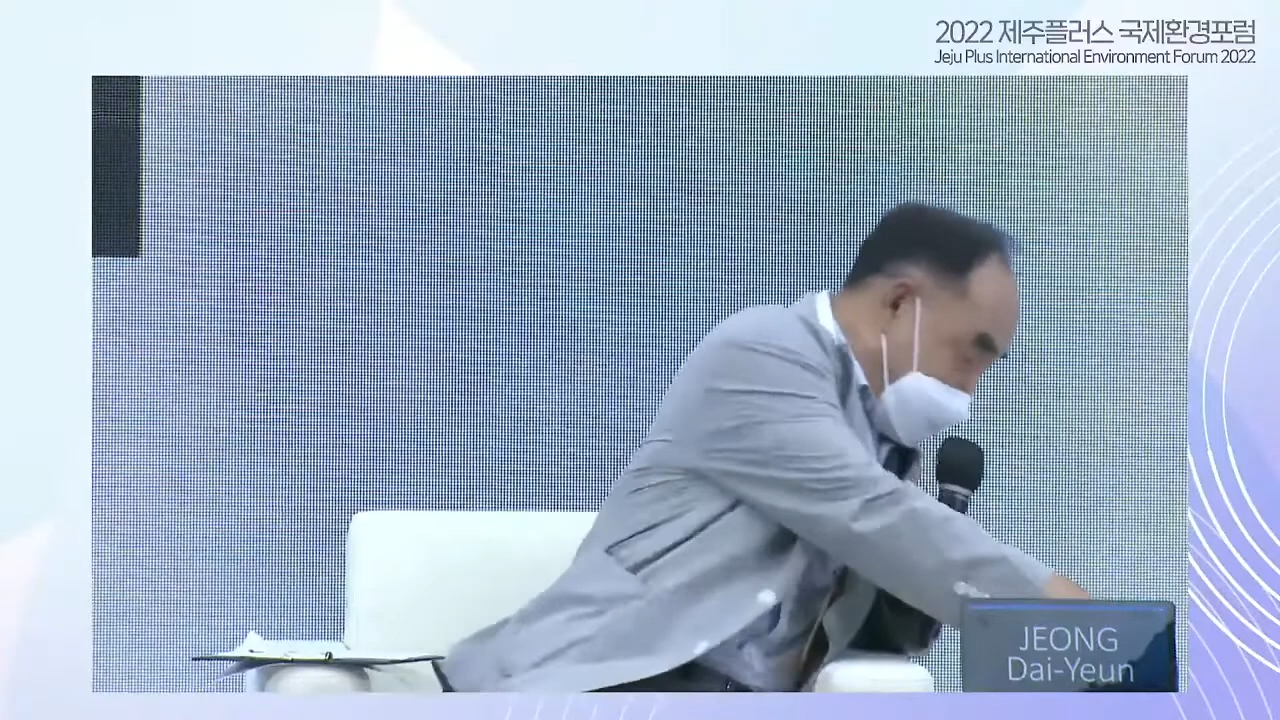 2022 제주플러스 국제환경포럼
Jeju Plus International Environment Forum 2022
JEONG
Dai-Yeun